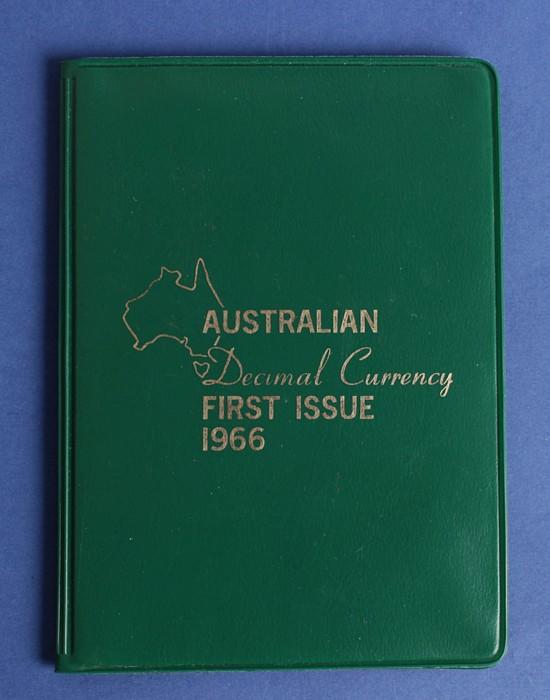 AUSTRALIAN
Decimal Currency
FIRST ISSUE
1966